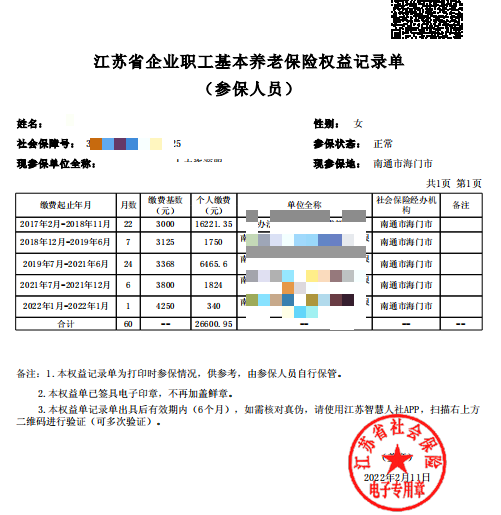 江苏省企业职工基本养老保险权益记录单
（参保人员）
姓名： 性别： 女
社会保障号： 25 参保状态： 正常
现参保单位全称： 现参保地： 南通市海门市
共1页 第1页
缴费起止年月 月数 缴费基数（元） 个人缴费（元） 单位全称 社会保险经办机构 备注
2017年2月-2018年11月 22 3000 16221.35 南通市海门市
2018年12月-2019年6月 7 3125 1750 南通市海门市
2019年7月-2021年6月 24 3368 6465.6 南通市海门市
2021年7月-2021年12月 6 3800 1824 南通市海门市
2022年1月-2022年1月 1 4250 340 南通市海门市
合计 60 -- 26600.95 -- -- --
备注：1.本权益记录单为打印时参保情况，供参考，由参保人员自行保管。
2.本权益单已签具电子印章，不再加盖鲜章。
3.本权益单记录单出具后有效期内（6个月），如需核对真伪，请使用江苏智慧人社APP，扫描右上方
二维码进行验证（可多次验证）。
江苏省社会保险
2022年2月11日
电子专用章